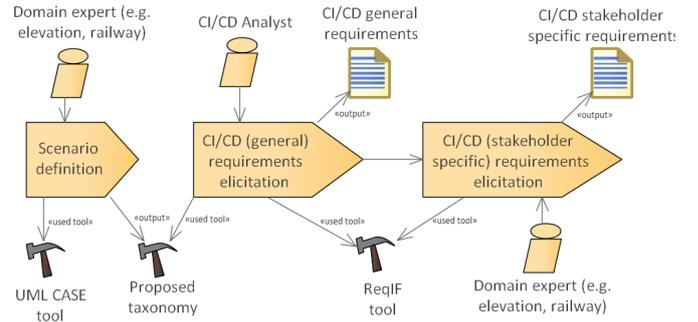 Domain expert (e.g.
elevation, railway)
CI/CD Analyst
CI/CD general
requirements
CI/CD stakeholder
specific requirements
«output»
«output»
Scenario
definition
CI/CD (general)
requirements
elicitation
CI/CD (stakeholder
specific) requirements
elicitation
«used tool»
«output»
«used tool»
«used tool»
«used tool»
UML CASE
tool
Proposed
taxonomy
ReqIF
tool
Domain expert (e.g.
elevation, railway)